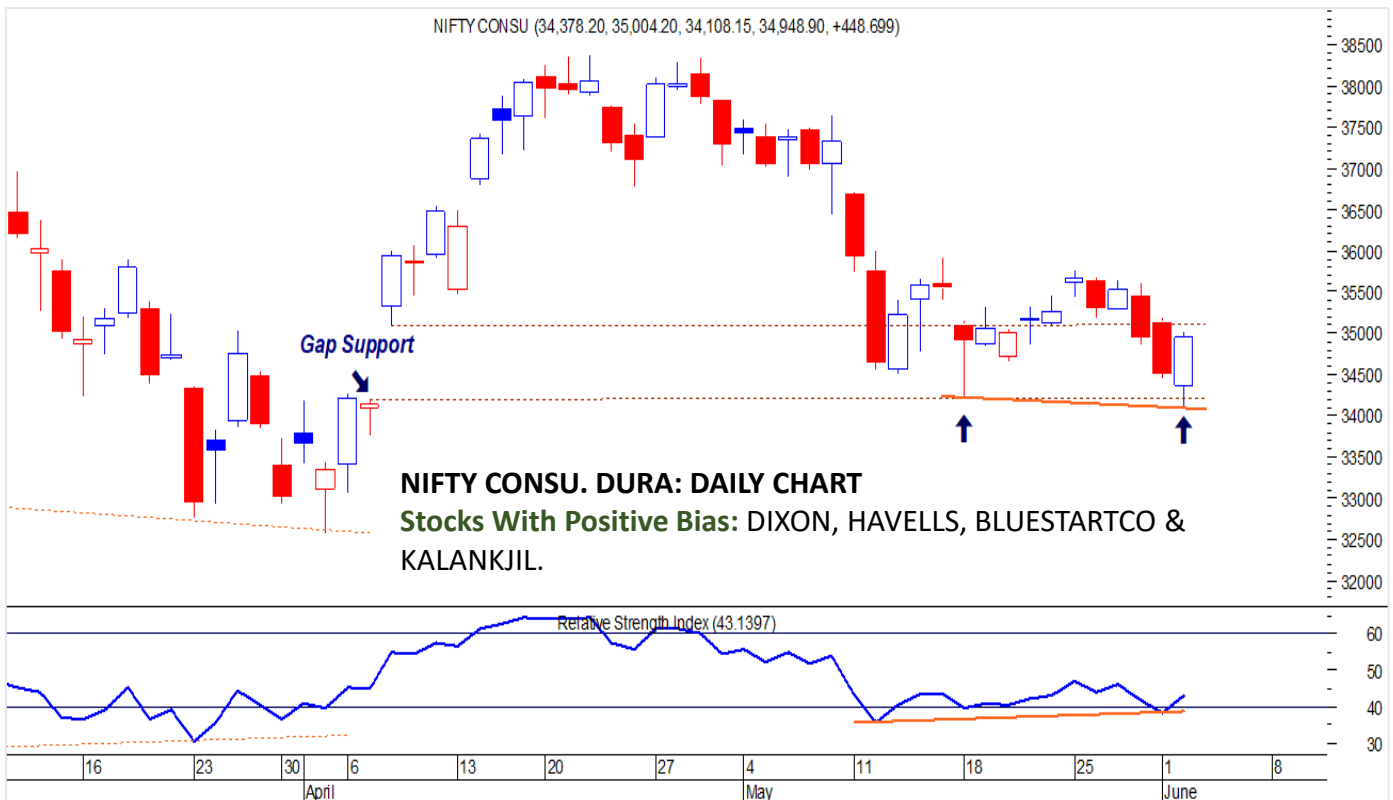 NIFTY CONSU (34,378.20, 35,004.20, 34,108.15, 34,948.90, +448.699)
38500
38000
37500
37000
36500
36000
35500
35000
34500
34000
33500
33000
32500
32000
Gap Support
NIFTY CONSU. DURA: DAILY CHART
Stocks With Positive Bias: DIXON, HAVELLS, BLUESTARTCO &
KALANKJIL.
Relative Strength Index (43.1397)
60
50
40
30
16 23 30 6 13 20 27 4 11 18 25 1 8
April May June